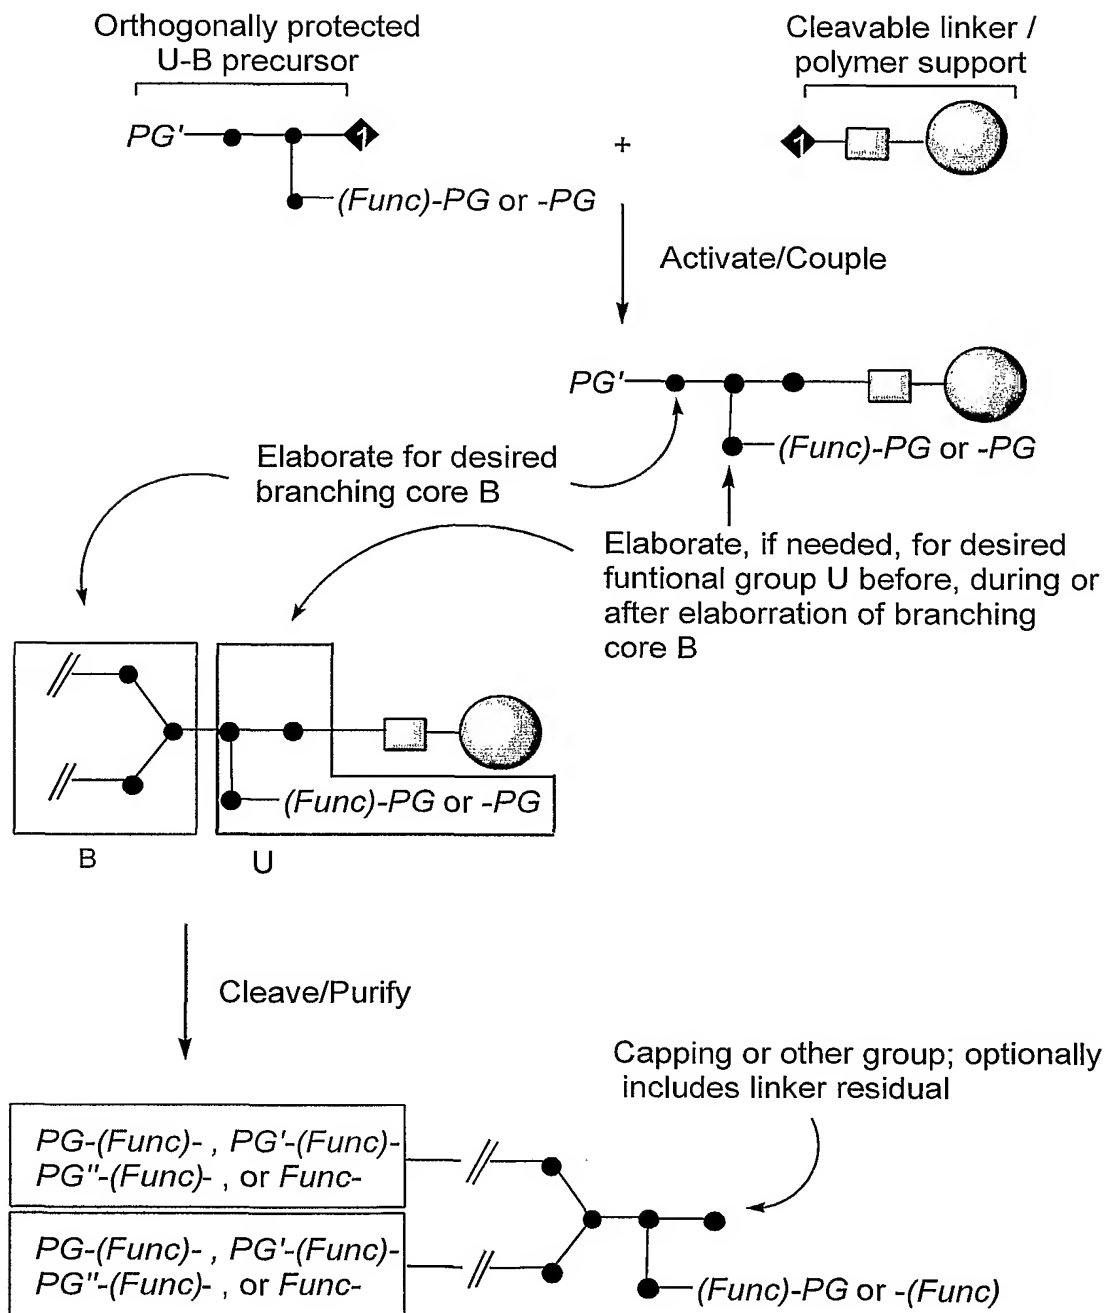 Orthogonally protected
U-B precursor
Cleavable linker /
polymer support
PG'
1
+
1
(Func)-PG or -PG
Activate/Couple
PG'
(Func)-PG or -PG
Elaborate for desired
branching core B
Elaborate, if needed, for desired
funtional group U before, during or
after elaborration of branching
core B
(Func)-PG or -PG
B
U
Cleave/Purify
Capping or other group; optionally
includes linker residual
PG-(Func)- , PG'-(Func)-
PG"-(Func)- , or Func-
PG-(Func)- , PG'-(Func)-
PG"-(Func)- , or Func-
(Func)-PG or -(Func)